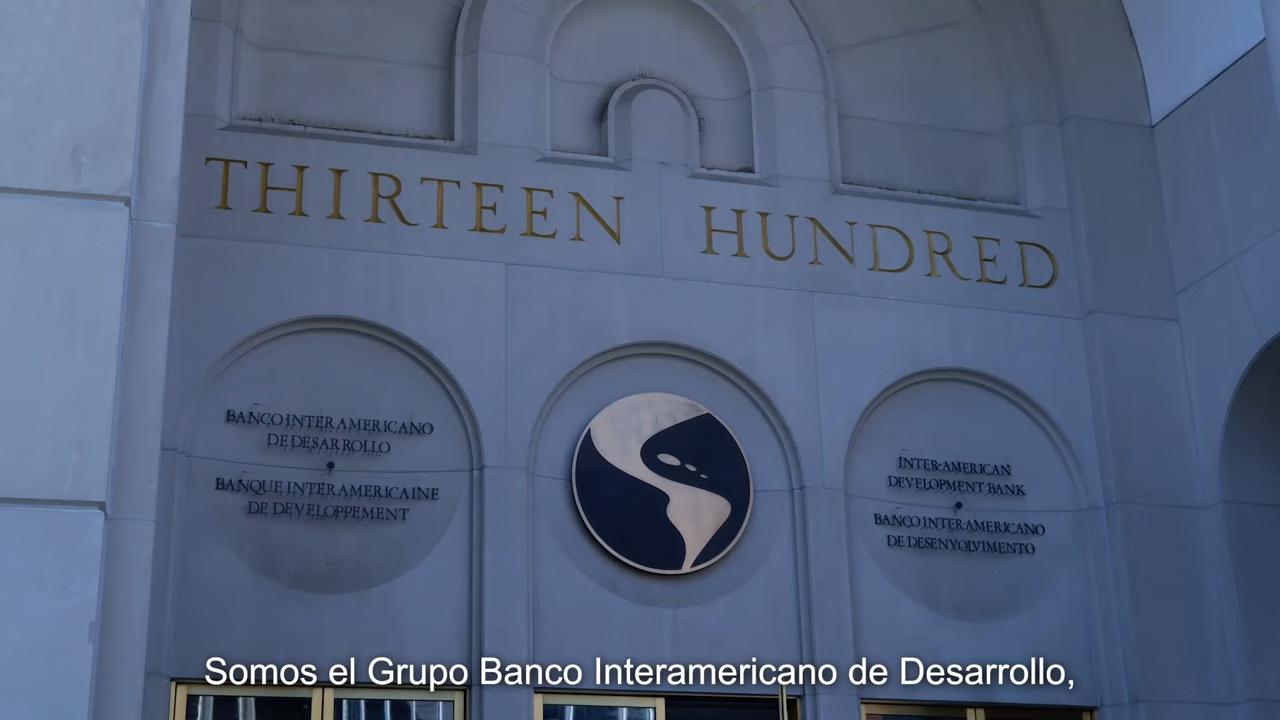 THIRTEEN HUNDRED
BANCO INTERAMERICANO
DE DESARROLLO
BANQUE INTERAMERICAINE
DE DEVELOPPEMENT
INTER-AMERICAN
DEVELOPMENT BANK
BANCO INTERAMERICANO
DE DESENVOLVIMENTO
Somos el Grupo Banco Interamericano de Desarrollo,